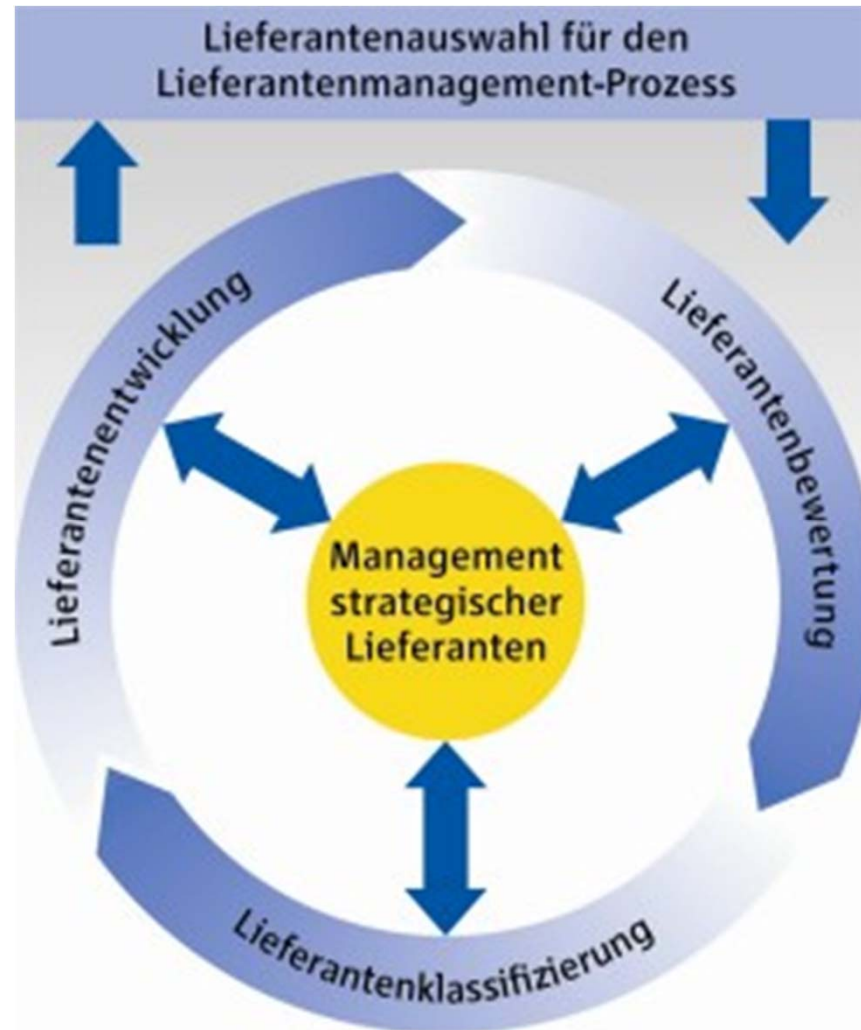 Lieferantenauswahl für den
Lieferantenmanagement-Prozess
Lieferantenentwicklung
Lieferantenbewertung
Management
strategischer
Lieferanten
Lieferantenklassifizierung